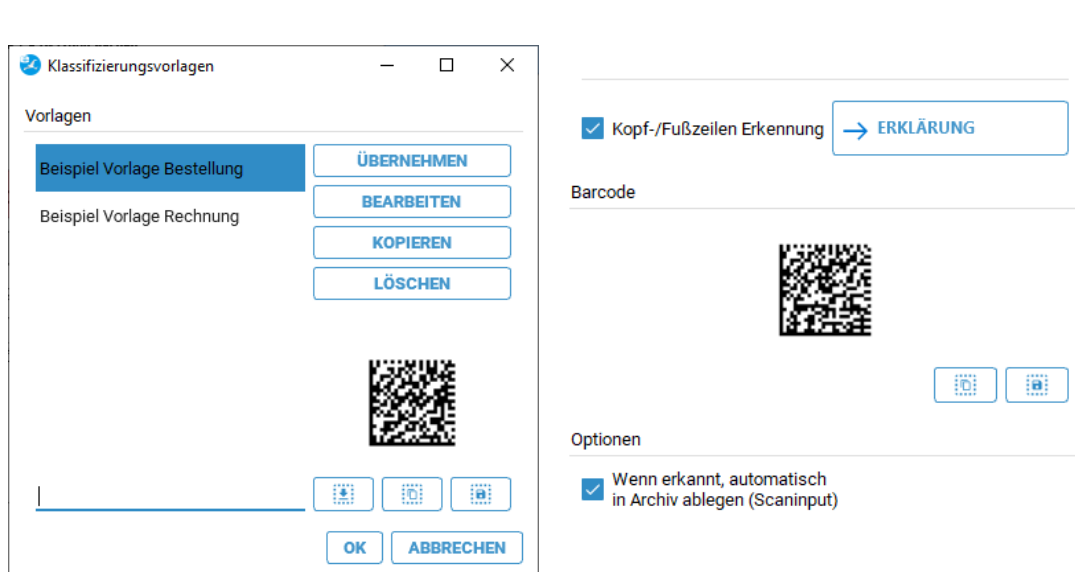 Klassifizierungsvorlagen
Vorlagen
Beispiel Vorlage Bestellung
Beispiel Vorlage Rechnung
ÜBERNEHMEN
BEARBEITEN
KOPIEREN
LÖSCHEN
OK
ABBRECHEN
Kopf-/Fußzeilen Erkennung
→ ERKLÄRUNG
Barcode
Optionen
Wenn erkannt, automatisch
in Archiv ablegen (Scaninput)